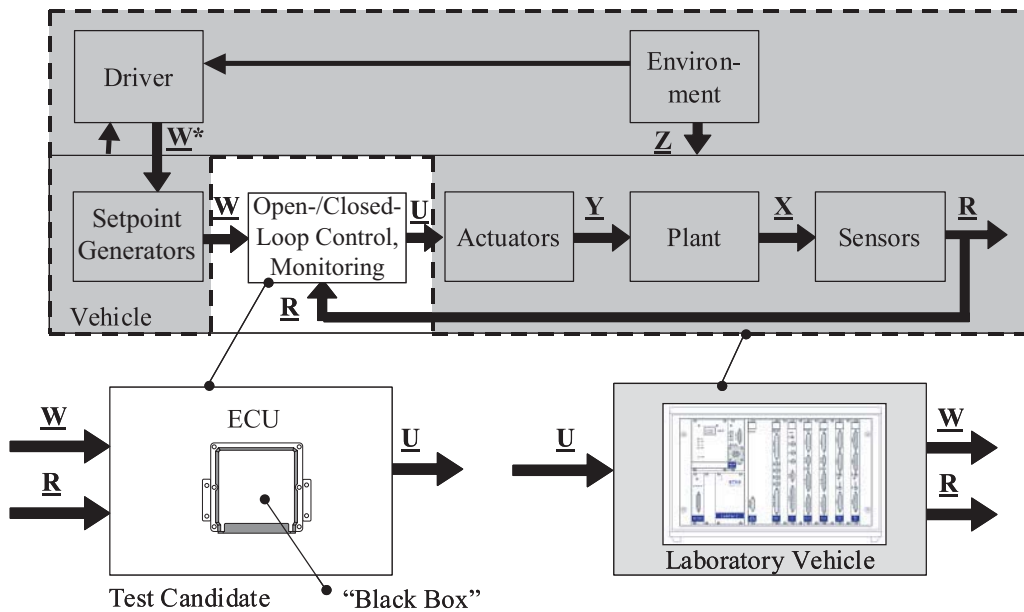 Driver
Environ-
ment
W*
Z
Setpoint
Generators
W
Open-/Closed-
Loop Control,
Monitoring
U
Actuators
Y
Plant
X
Sensors
R
R
Vehicle
W
R
ECU
U
Test Candidate
"Black Box"
U
W
R
Laboratory Vehicle